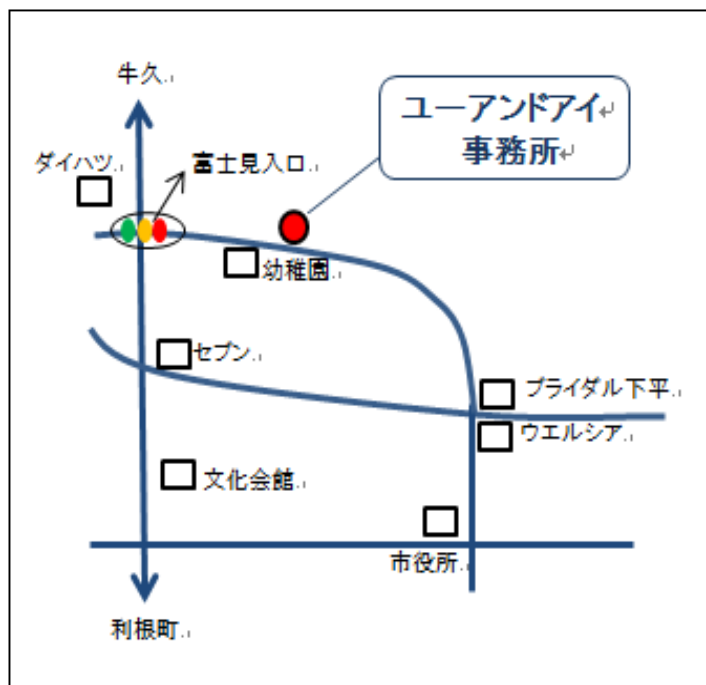 牛久
ユーアンドアイ
事務所
ダイハツ
富士見入口
幼稚園
セブン
ブライダル下平
ウエルシア
文化会館
市役所
利根町